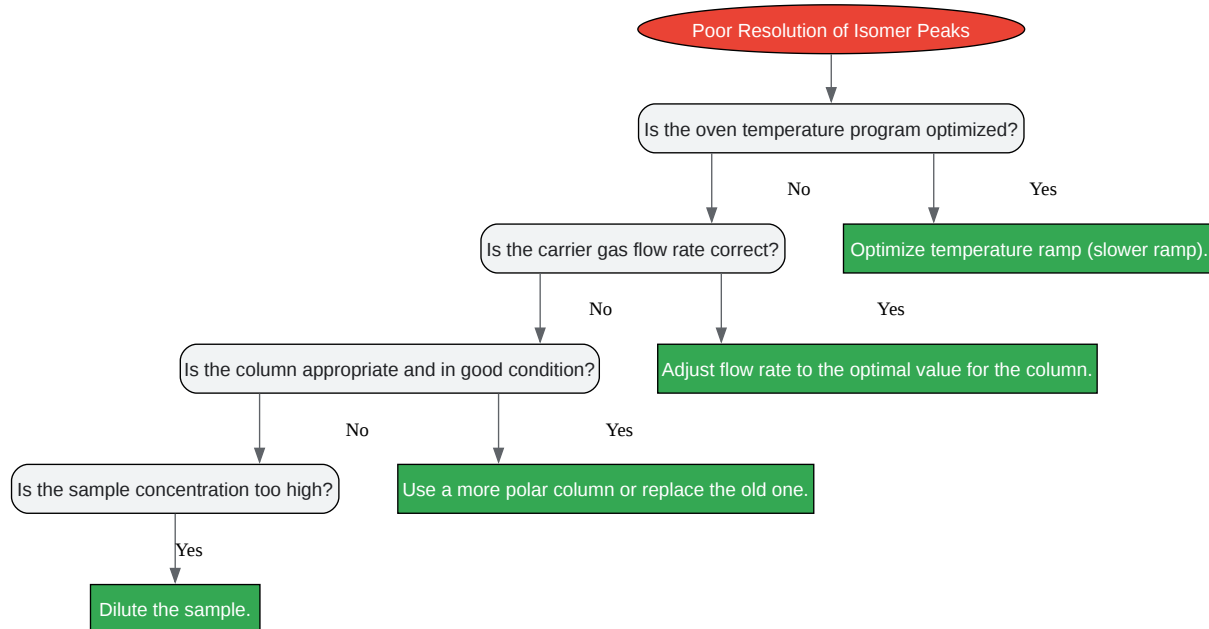 Poor Resolution of Isomer Peaks
Is the oven temperature program optimized?
No
Yes
Is the carrier gas flow rate correct?
Optimize temperature ramp (slower ramp).
No
Yes
Is the column appropriate and in good condition?
Adjust flow rate to the optimal value for the column.
No
Yes
Is the sample concentration too high?
Use a more polar column or replace the old one.
Yes
Dilute the sample.